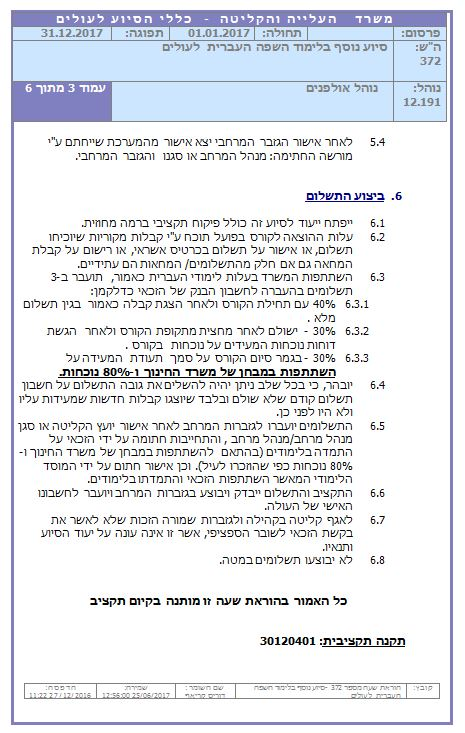 משרד העלייה והקליטה - כללי הסיוע לעולים
פרסום: תחולה: 01.01.2017 תפוגה: 31.12.2017
ה"ש: סיוע נוסף בלימוד השפה העברית לעולים
372
נוהל: נוהל אולפנים עמוד 3 מתוך 6
12.191
5.4 לאחר אישור הגזבר המרחבי יצא אישור מהמערכת שייחתם ע"י
מורשה החתימה: מנהל המרחב או סגנו והגזבר המרחבי.
6. ביצוע התשלום
6.1 ייפתח ייעוד לסיוע זה כולל פיקוח תקציבי ברמה מחוזית.
6.2 עלות ההוצאה לקורס בפועל תוכח ע"י קבלות מקוריות שיוכיחו
תשלום, או אישור על תשלום בכרטיס אשראי, או רישום על קבלת
המחאה גם אם חלק מהתשלומים/ המחאות הם עתידיים.
6.3 השתתפות המשרד בעלות לימודי העברית כאמור, תועבר ב-3
תשלומים בהעברה לחשבון הבנק של הזכאי כדלקמן:
6.3.1 40% עם תחילת הקורס ולאחר הצגת קבלה כאמור בגין תשלום
מלא .
6.3.2 30% - ישולם לאחר מחצית מתקופת הקורס ולאחר הגשת
דוחות נוכחות המעידים על נוכחות בקורס .
6.3.3 30% - בגמר סיום הקורס על סמך תעודת המעידה על
השתתפות במבחן של משרד החינוך ו-80% נוכחות.
6.4 יובהר, כי בכל שלב ניתן יהיה להשלים את גובה התשלום על חשבון
תשלום קודם שלא שולם ובלבד שיוצגו קבלות חדשות שמעידות עליו
ולא היו לפני כן.
6.5 התשלומים יועברו לגזברות המרחב לאחר אישור יועץ הקליטה או סגן
מנהל מרחב/מנהל מרחב , והתחייבות חתומה על ידי הזכאי על
התמדה בלימודים (בהתאם להשתתפות במבחן של משרד החינוך ו-
80% נוכחות כפי שהוזכרו לעיל). וכן אישור חתום על ידי המוסד
הלימודי המאשר השתתפות הזכאי והתמדתו בלימודים.
6.6 התקציב והתשלום ייבדק ויבוצע בגזברות המרחב ויועבר לחשבונו
האישי של העולה.
6.7 לאגף קליטה בקהילה ולגזברות שמורה הזכות שלא לאשר את
בקשת הזכאי לשובר הספציפי, אשר זו אינה עונה על יעוד הסיוע
ותנאיו.
6.8 לא יבוצעו תשלומים במטה.
כל האמור בהוראת שעה זו מותנה בקיום תקציב
תקנה תקציבית: 30120401
קובץ: הוראת שעה מספר 372 -סיוע נוסף בלימוד השפה שם השומר: שמירה: הדפסה:
העברית לעולים דוריס קריאף 25/06/2017 12:56:00 27/12/2016 11:22